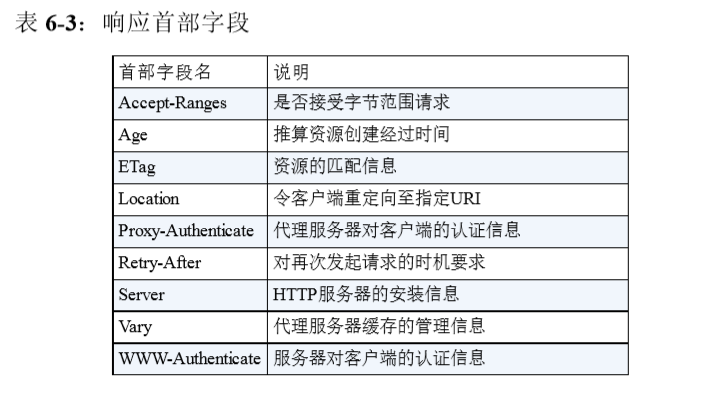 表 6-3：响应首部字段
首部字段名 说明
Accept-Ranges 是否接受字节范围请求
Age 推算资源创建经过时间
ETag 资源的匹配信息
Location 令客户端重定向至指定URI
Proxy-Authenticate 代理服务器对客户端的认证信息
Retry-After 对再次发起请求的时机要求
Server HTTP服务器的安装信息
Vary 代理服务器缓存的管理信息
WWW-Authenticate 服务器对客户端的认证信息